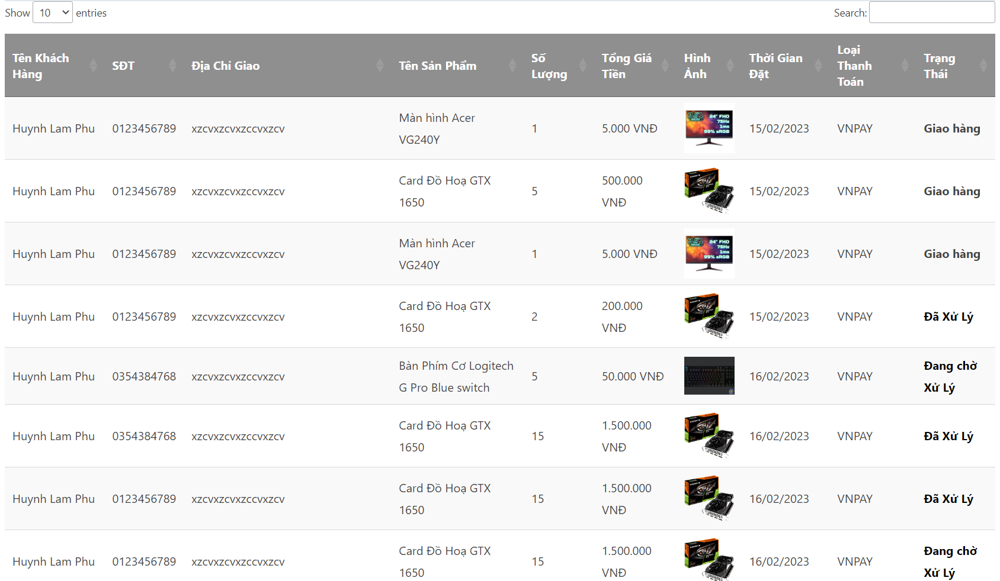 Show 10 entries Search:
Tên Khách Hàng SĐT Địa Chỉ Giao Tên Sản Phẩm Số Lượng Tổng Giá Tiền Hình Ảnh Thời Gian Đặt Loại Thanh Toán Trạng Thái
Huynh Lam Phu 0123456789 xzcvxzcvxzccvxzcv Màn hình Acer VG240Y 1 5.000 VNĐ 24" FHD 75Hz 1ms 99% sRGB 15/02/2023 VNPAY Giao hàng
Huynh Lam Phu 0123456789 xzcvxzcvxzccvxzcv Card Đồ Hoạ GTX 1650 5 500.000 VNĐ 15/02/2023 VNPAY Giao hàng
Huynh Lam Phu 0123456789 xzcvxzcvxzccvxzcv Màn hình Acer VG240Y 1 5.000 VNĐ 24" FHD 75Hz 1ms 99% sRGB 15/02/2023 VNPAY Giao hàng
Huynh Lam Phu 0123456789 xzcvxzcvxzccvxzcv Card Đồ Hoạ GTX 1650 2 200.000 VNĐ 15/02/2023 VNPAY Đã Xử Lý
Huynh Lam Phu 0354384768 xzcvxzcvxzccvxzcv Bàn Phím Cơ Logitech G Pro Blue switch 5 50.000 VNĐ 16/02/2023 VNPAY Đang chờ Xử Lý
Huynh Lam Phu 0354384768 xzcvxzcvxzccvxzcv Card Đồ Hoạ GTX 1650 15 1.500.000 VNĐ 16/02/2023 VNPAY Đã Xử Lý
Huynh Lam Phu 0123456789 xzcvxzcvxzccvxzcv Card Đồ Hoạ GTX 1650 15 1.500.000 VNĐ 16/02/2023 VNPAY Đã Xử Lý
Huynh Lam Phu 0123456789 xzcvxzcvxzccvxzcv Card Đồ Hoạ GTX 1650 15 1.500.000 VNĐ 16/02/2023 VNPAY Đang chờ Xử Lý